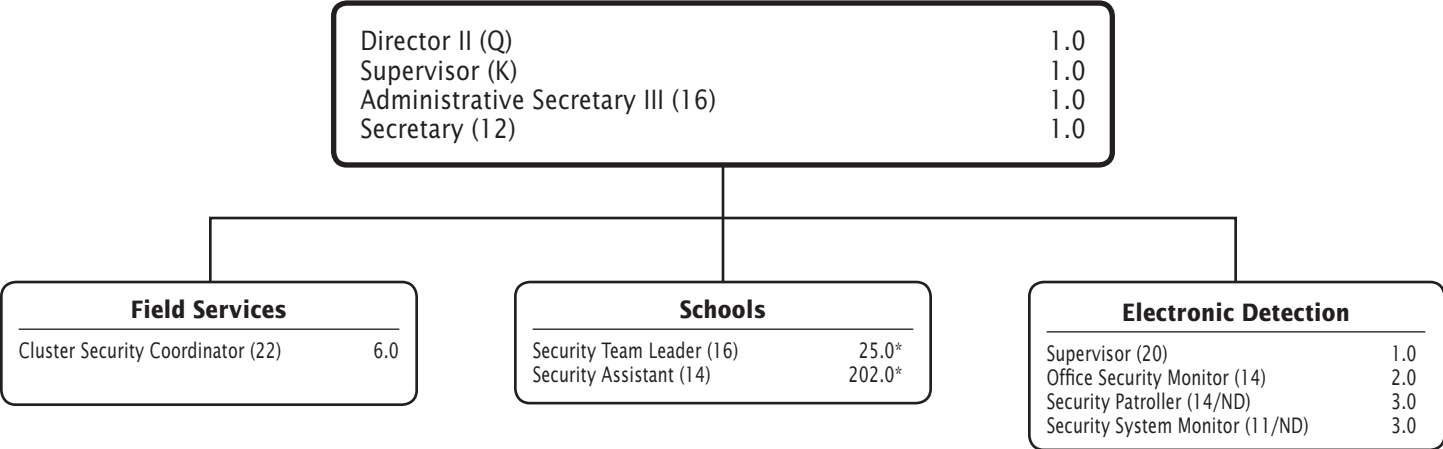 Director II (Q) 1.0
Supervisor (K) 1.0
Administrative Secretary III (16) 1.0
Secretary (12) 1.0
Field Services
Cluster Security Coordinator (22) 6.0
Schools
Security Team Leader (16) 25.0*
Security Assistant (14) 202.0*
Electronic Detection
Supervisor (20) 1.0
Office Security Monitor (14) 2.0
Security Patroller (14/ND) 3.0
Security System Monitor (11/ND) 3.0